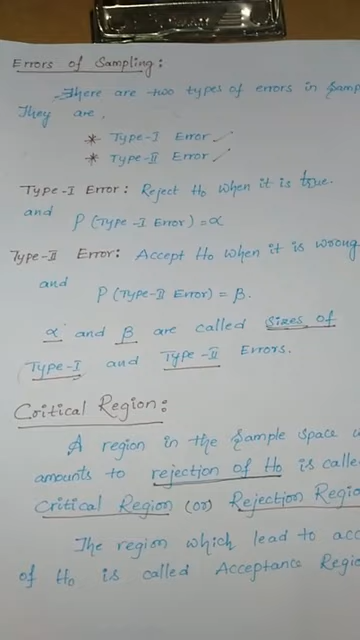 Errors of Sampling:
There are two types of errors in Samp
They are,
* Type-I Error
* Type-II Error
Type-I Error: Reject Ho when it is true.
and
P(Type-I Error) = α
Type-II Error: Accept Ho when it is wrong
and
P(Type-II Error) = β.
α and β are called sizes of
Type-I and Type-II Errors.
Critical Region:
A region in the Sample space w
amounts to rejection of Ho is calle
Critical Region (or) Rejection Regio
The region which lead to acc
of Ho is called Acceptance Regio